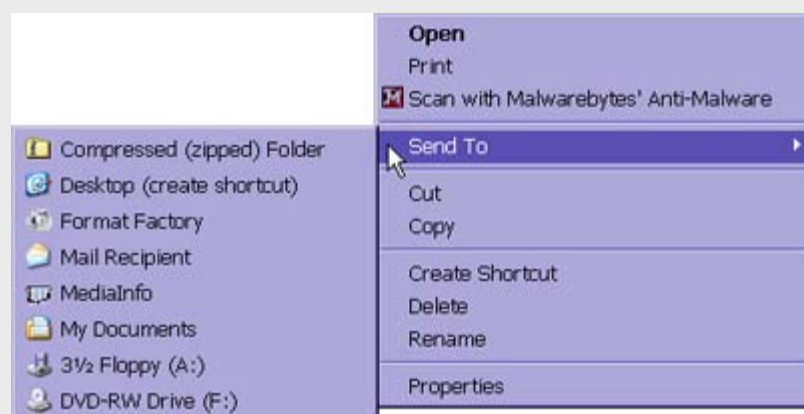 Open
Print
Scan with Malwarebytes' Anti-Malware
Send To
Cut
Copy
Create Shortcut
Delete
Rename
Properties
Compressed (zipped) Folder
Desktop (create shortcut)
Format Factory
Mail Recipient
MediaInfo
My Documents
3½ Floppy (A:)
DVD-RW Drive (F:)